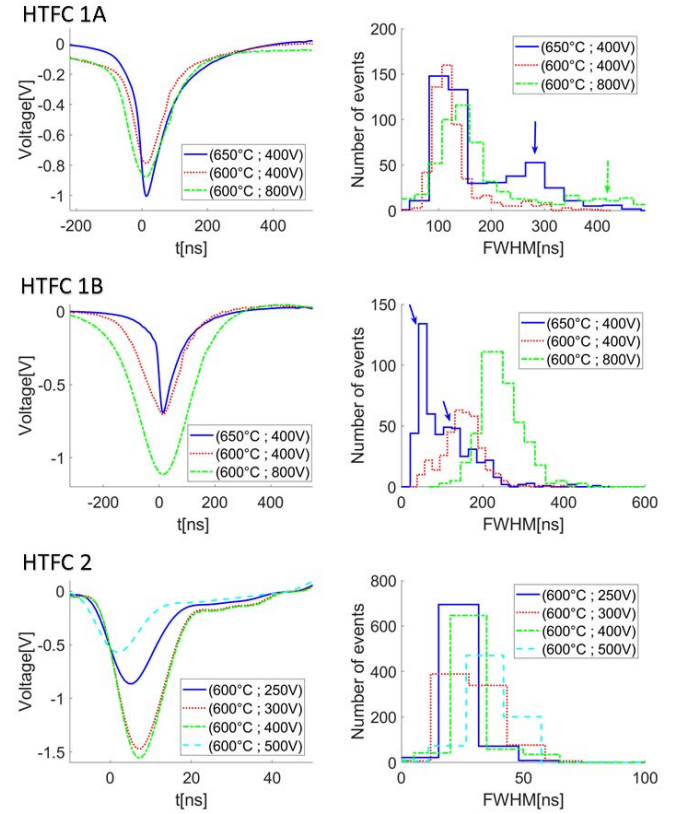 HTFC 1A
0
-0.2
-0.4
-0.6
-0.8
-1
Voltage[V]
(650°C ; 400V)
(600°C ; 400V)
(600°C ; 800V)
-200 0 200 400
t[ns]
200
150
100
50
0
Number of events
(650°C ; 400V)
(600°C ; 400V)
(600°C ; 800V)
100 200 300 400
FWHM[ns]
HTFC 1B
0
-0.5
-1
Voltage[V]
(650°C ; 400V)
(600°C ; 400V)
(600°C ; 800V)
-200 0 200 400
t[ns]
150
100
50
0
Number of events
(650°C ; 400V)
(600°C ; 400V)
(600°C ; 800V)
0 200 400 600
FWHM[ns]
HTFC 2
0
-0.5
-1
-1.5
Voltage[V]
(600°C ; 250V)
(600°C ; 300V)
(600°C ; 400V)
(600°C ; 500V)
0 20 40
t[ns]
800
600
400
200
0
Number of events
(600°C ; 250V)
(600°C ; 300V)
(600°C ; 400V)
(600°C ; 500V)
0 50 100
FWHM[ns]